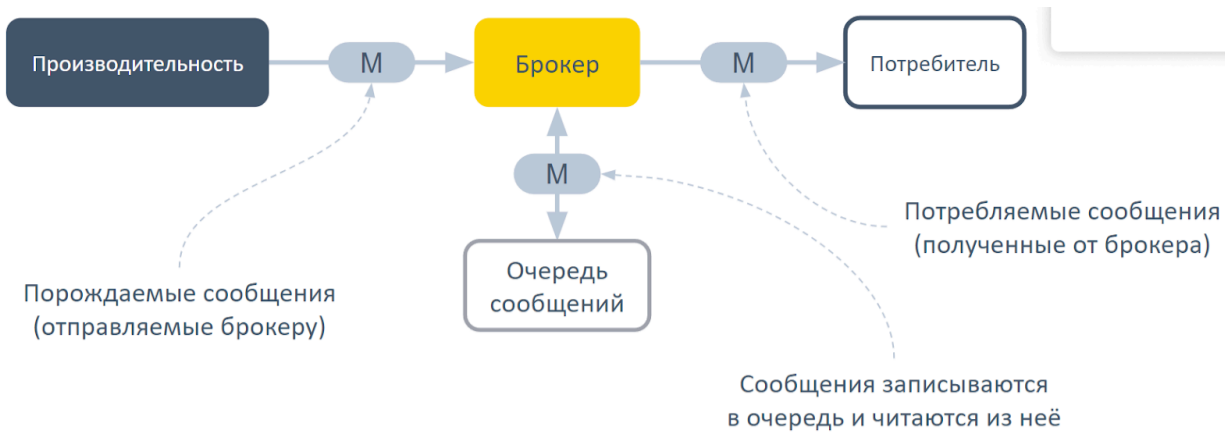 Производительность
М
Брокер
М
Потребитель
М
Потребляемые сообщения
(полученные от брокера)
Очередь
сообщений
Порождаемые сообщения
(отправляемые брокеру)
Сообщения записываются
в очередь и читаются из неё